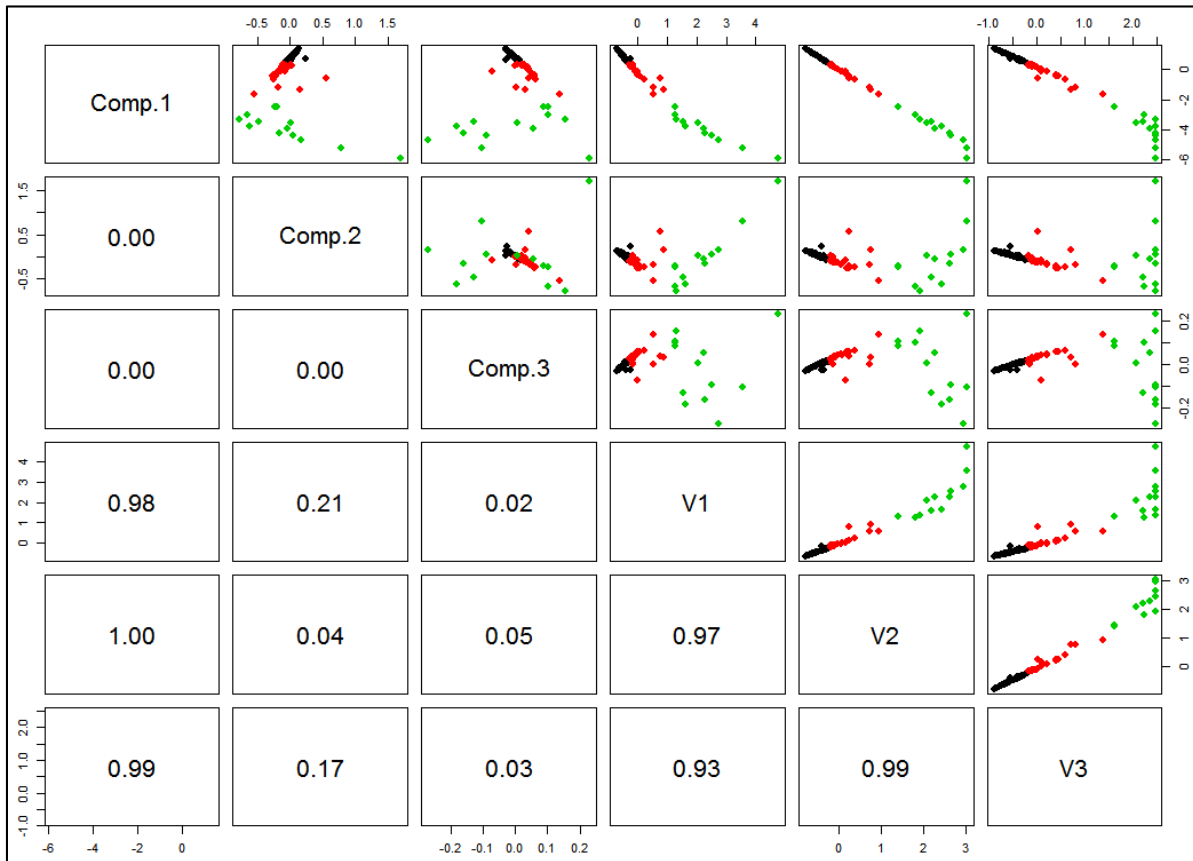 -0.5 0.0 0.5 1.0 1.5
0 1 2 3 4
-1.0 0.0 1.0 2.0
Comp.1
0 -2 -4 -6
1.5 0.5 -0.5
0.00 Comp.2
0.00 0.00 Comp.3
0.2 0.0 -0.2
4 3 2 1 0
0.98 0.21 0.02 V1
1.00 0.04 0.05 0.97 V2
3 2 1 0
2.0 1.0 0.0 -1.0
0.99 0.17 0.03 0.93 0.99 V3
-6 -4 -2 0
-0.2 -0.1 0.0 0.1 0.2
0 1 2 3